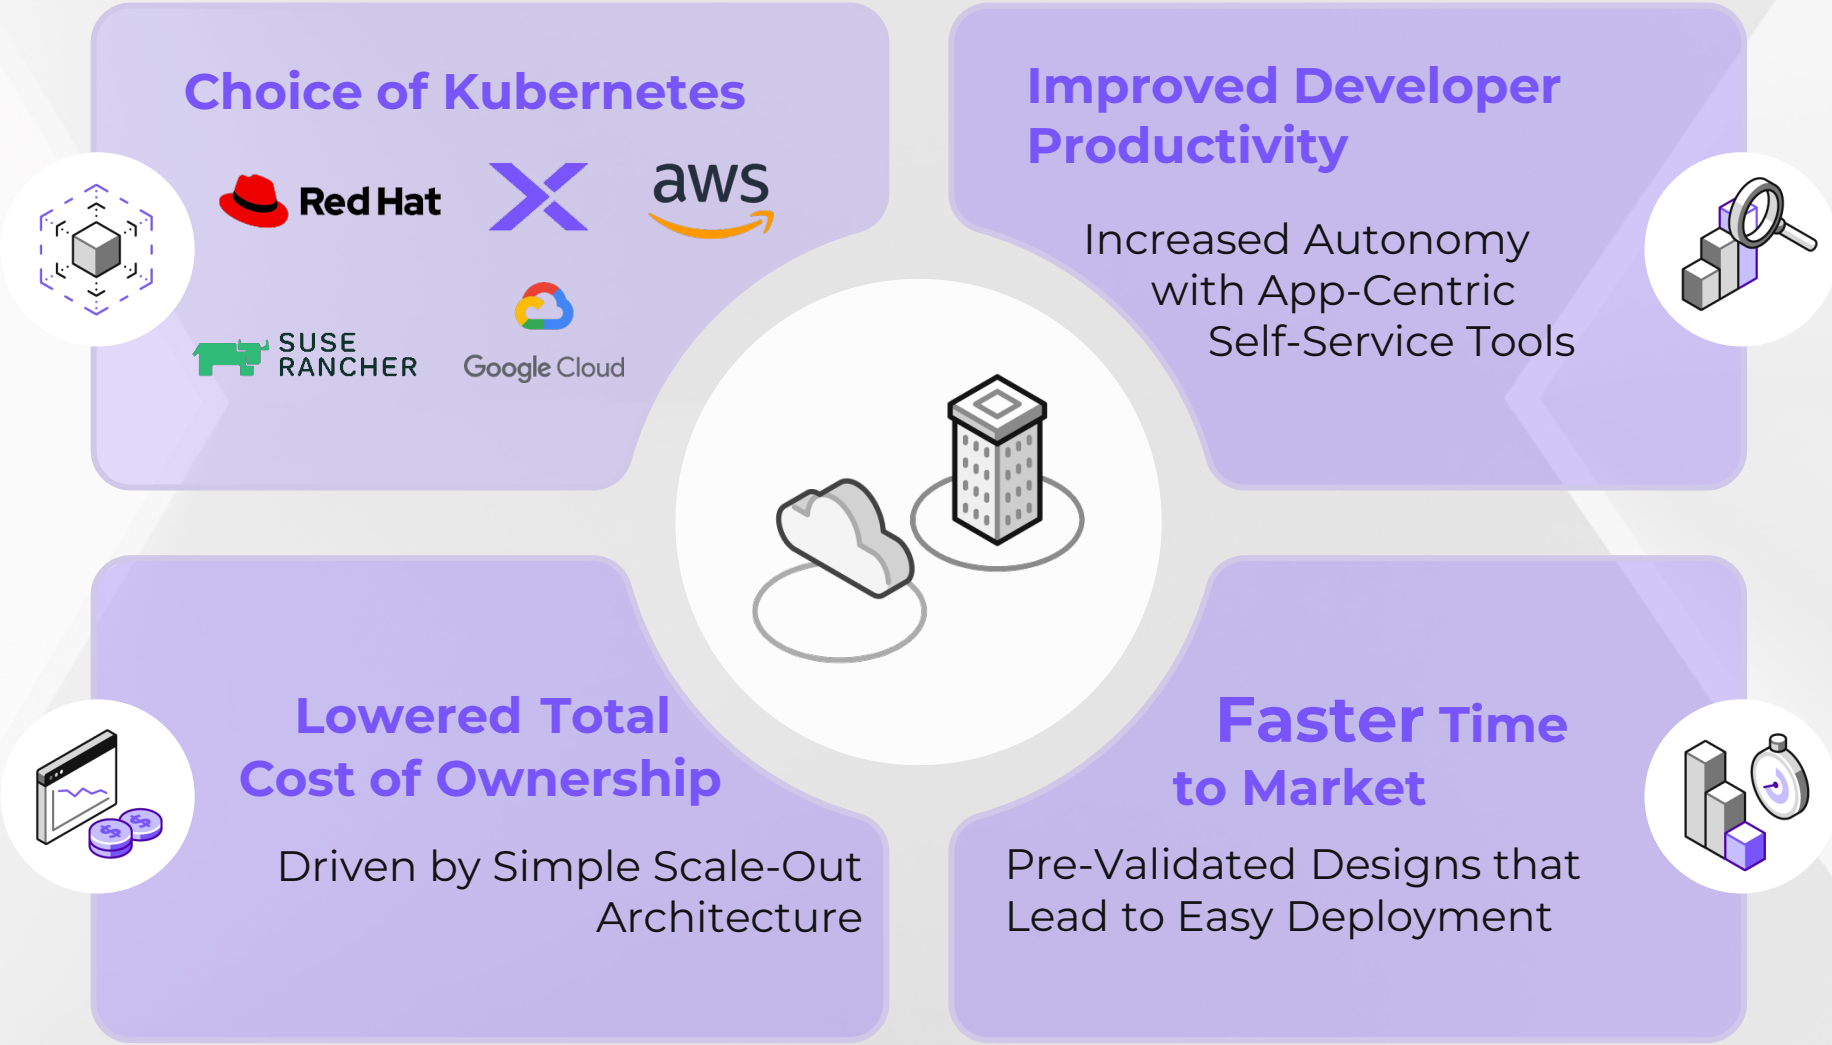 Choice of Kubernetes
Red Hat
aws
SUSE
RANCHER
Google Cloud
Improved Developer
Productivity
Increased Autonomy
with App-Centric
Self-Service Tools
Lowered Total
Cost of Ownership
Driven by Simple Scale-Out
Architecture
Faster Time
to Market
Pre-Validated Designs that
Lead to Easy Deployment